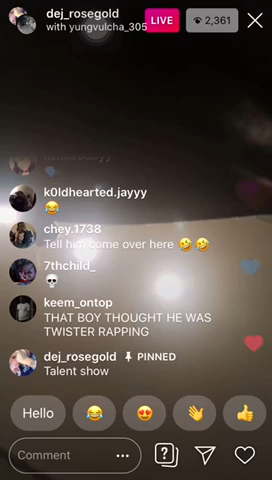 dej_rosegold
with yungvulcha_305
LIVE
2,361
k0ldhearted.jayyy
😂
chey.1738
Tell him come over here 🤣🤣
7thchild_
💀
keem_ontop
THAT BOY THOUGHT HE WAS
TWISTER RAPPING
dej_rosegold PINNED
Talent show
Hello
Comment